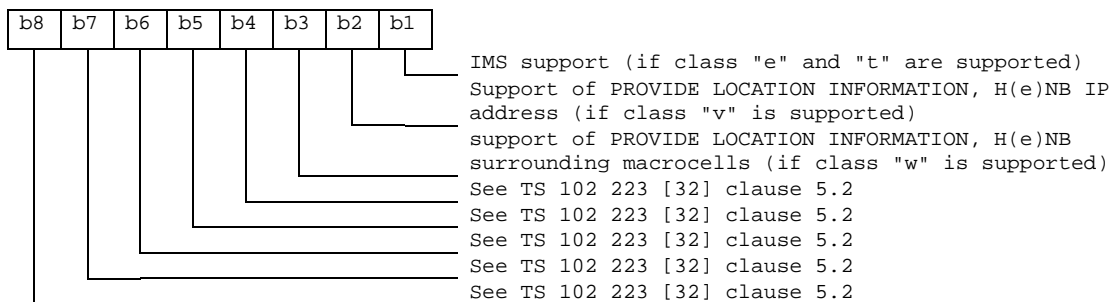 b8 b7 b6 b5 b4 b3 b2 b1
IMS support (if class "e" and "t" are supported)
Support of PROVIDE LOCATION INFORMATION, H(e)NB IP
address (if class "v" is supported)
support of PROVIDE LOCATION INFORMATION, H(e)NB
surrounding macrocells (if class "w" is supported)
See TS 102 223 [32] clause 5.2
See TS 102 223 [32] clause 5.2
See TS 102 223 [32] clause 5.2
See TS 102 223 [32] clause 5.2
See TS 102 223 [32] clause 5.2